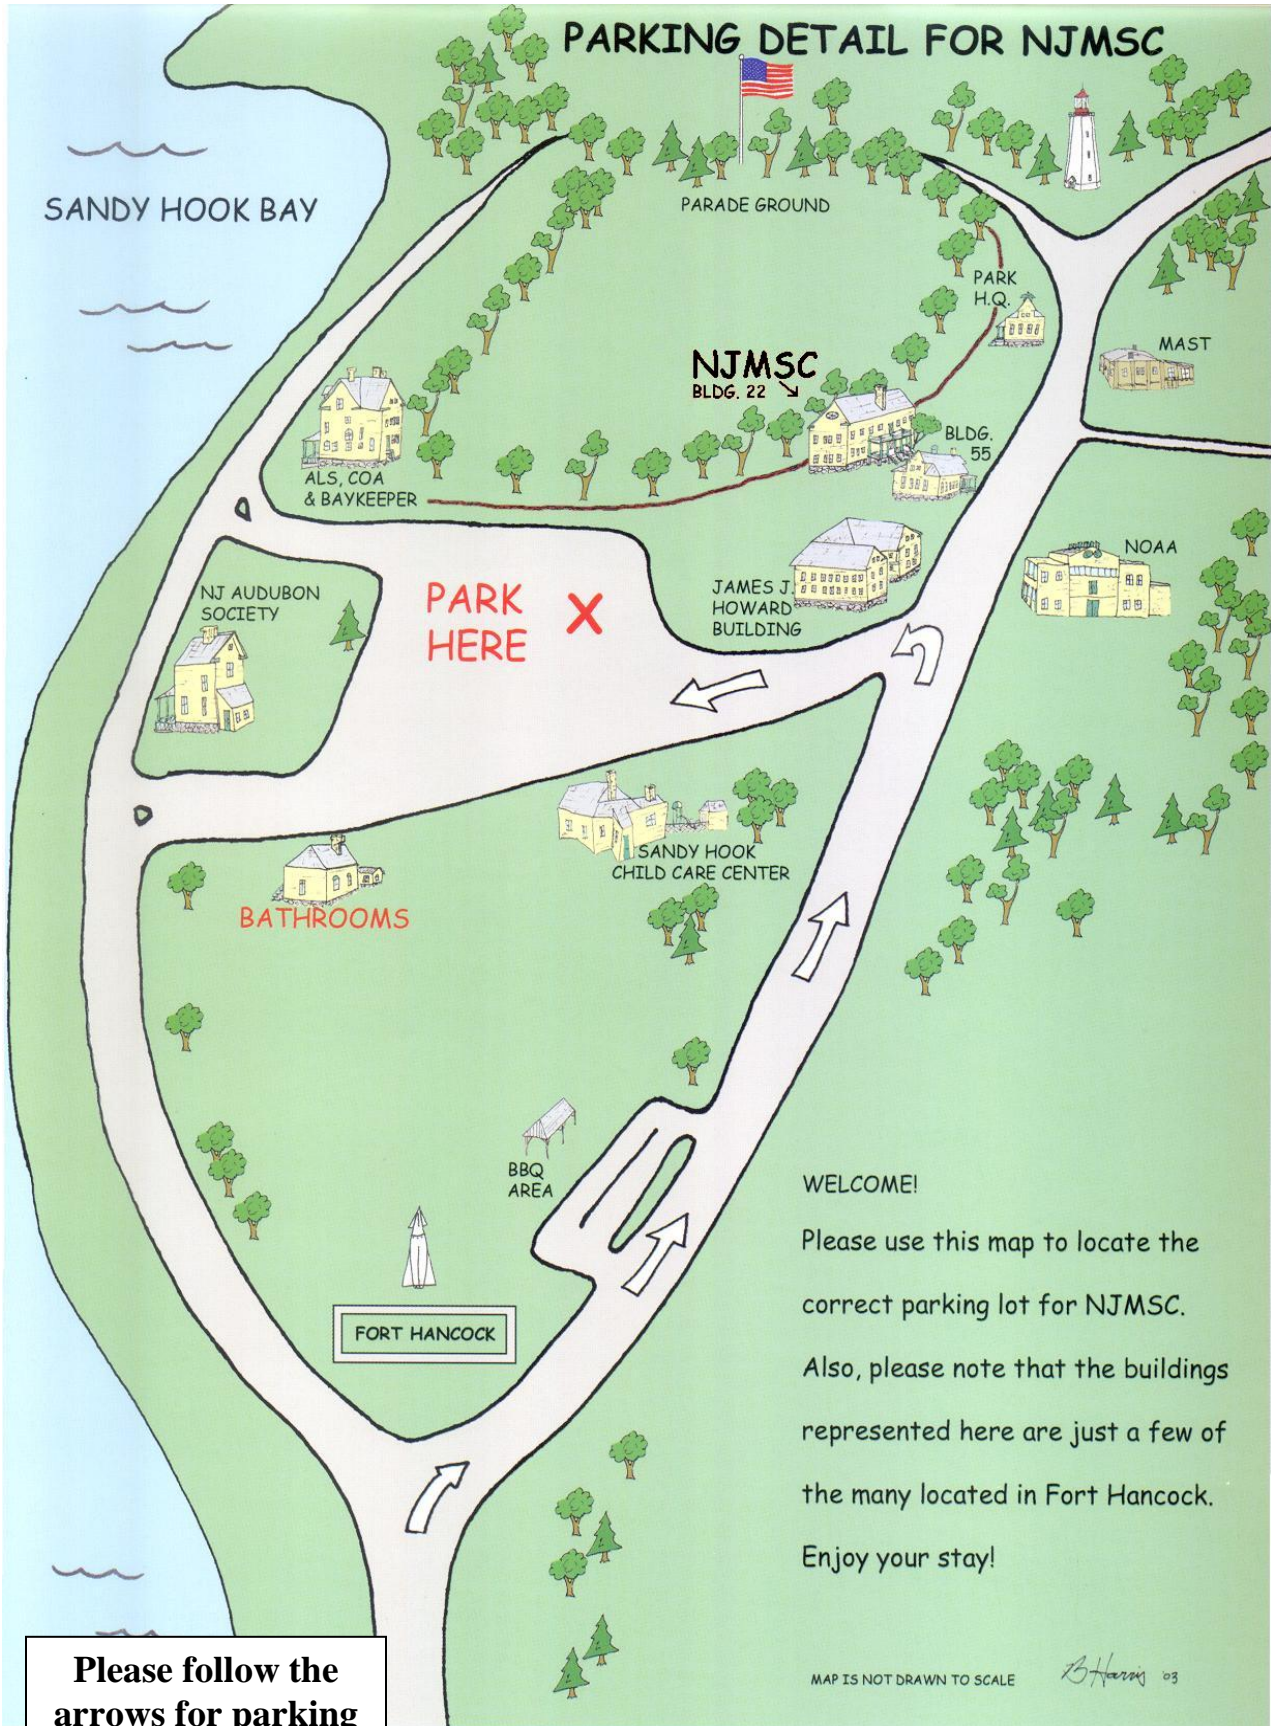 PARKING DETAIL FOR NJMSC
SANDY HOOK BAY
PARADE GROUND
PARK
H.Q.
MAST
NJMSC
BLDG. 22
BLDG.
55
ALS, COA
& BAYKEEPER
NOAA
NJ AUDUBON
SOCIETY
PARK
HERE
X
JAMES J.
HOWARD
BUILDING
SANDY HOOK
CHILD CARE CENTER
BATHROOMS
BBQ
AREA
FORT HANCOCK
WELCOME!
Please use this map to locate the
correct parking lot for NJMSC.
Also, please note that the buildings
represented here are just a few of
the many located in Fort Hancock.
Enjoy your stay!
MAP IS NOT DRAWN TO SCALE
B Harris '03
Please follow the
arrows for parking